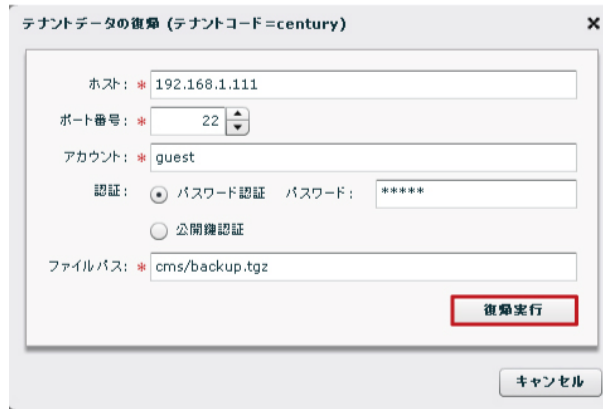 テナントデータの復帰 (テナントコード=century)
ホスト: * 192.168.1.111
ポート番号: * 22
アカウント: * guest
認証: パスワード認証 パスワード: *****
公開鍵認証
ファイルパス: * cms/backup.tgz
復帰実行
キャンセル